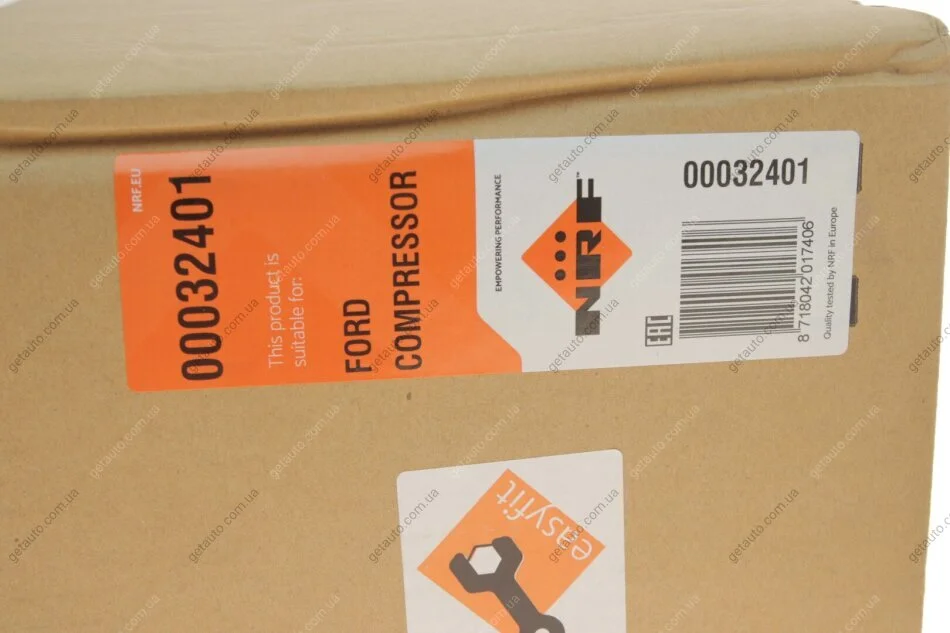 NRF.EU
00032401
This product is
suitable for:
FORD
COMPRESSOR
EMPOWERING PERFORMANCE
NRF™
00032401
EAC
8 718042 017406
Quality tested by NRF in Europe
easyfit
getauto.com.ua